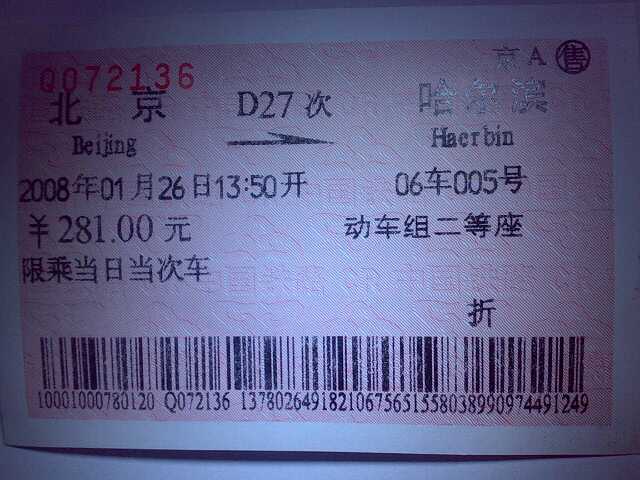 京A 售
Q072136
北京 D27次 哈尔滨
Beijing Haerbin
2008年01月26日13:50开 06车005号
￥281.00元 动车组二等座
限乘当日当次车
折
10001000780120 Q072136 13780264918210675651558038990974491249